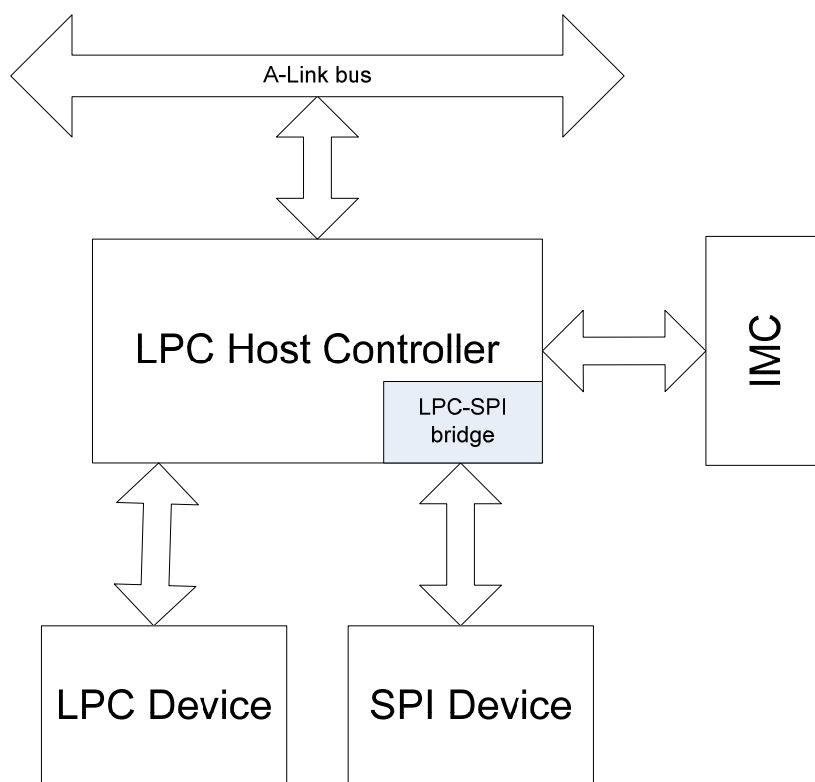 A-Link bus
LPC Host Controller
IMC
LPC-SPI
bridge
LPC Device
SPI Device